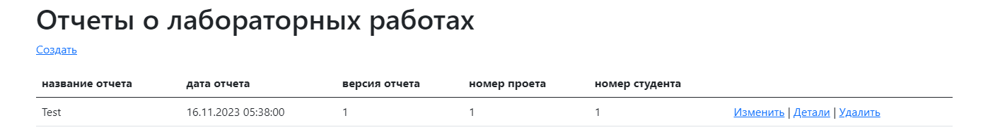 Отчеты о лабораторных работах
Создать
название отчета дата отчета версия отчета номер проета номер студента
Test 16.11.2023 05:38:00 1 1 1 Изменить | Детали | Удалить